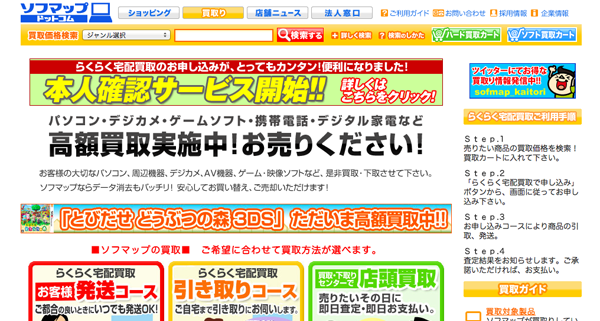 ソフマップ
ドットコム
ショッピング
買取り
店舗ニュース
法人窓口
ご利用ガイド
お問い合わせ
採用情報
企業情報
買取価格検索
ジャンル選択
検索する
詳しく検索
検索のしかた
ハード買取カート
ソフト買取カート
らくらく宅配買取のお申し込みが、とってもカンタン!便利になりました!
本人確認サービス開始!!
詳しくは
こちらをクリック!
パソコン・デジカメ・ゲームソフト・携帯電話・デジタル家電など
高額買取実施中!お売りください!
お客様の大切なパソコン、周辺機器、デジカメ、AV機器、ゲーム・映像ソフトなど、是非買取・下取させて下さい。
ソフマップならデータ消去もバッチリ! 安心してお買い替え、ご売却いただけます!
「とびだせ どうぶつの森 3DS」ただいま高額買取中!!
■ソフマップの買取■ ご希望に合わせて買取方法が選べます。
らくらく宅配買取
お客様発送コース
ご都合の良いときにいつでも発送OK!
らくらく宅配買取
引き取りコース
ご自宅まで引き取りにお伺いします。
買取・下取り
センターで
店頭買取
売りたいその日に
即日査定・即日お支払い。
ツイッターにてお得な
買取り情報発信中!!
sofmap_kaitori
らくらく宅配買取ご利用手順
Ｓｔｅｐ.1
売りたい商品の買取価格を検索!
買取カートに入れて下さい。
Ｓｔｅｐ.2
「らくらく宅配買取で申し込み」
ボタンから、画面に従ってお申し込み下さい。
Ｓｔｅｐ.3
お申し込みコースにより商品の引取、発送。
Ｓｔｅｐ.4
査定結果をお知らせします。ご承諾いただければ、お支払い。
買取ガイド
買取対象製品
ソフマップが買取りしてい